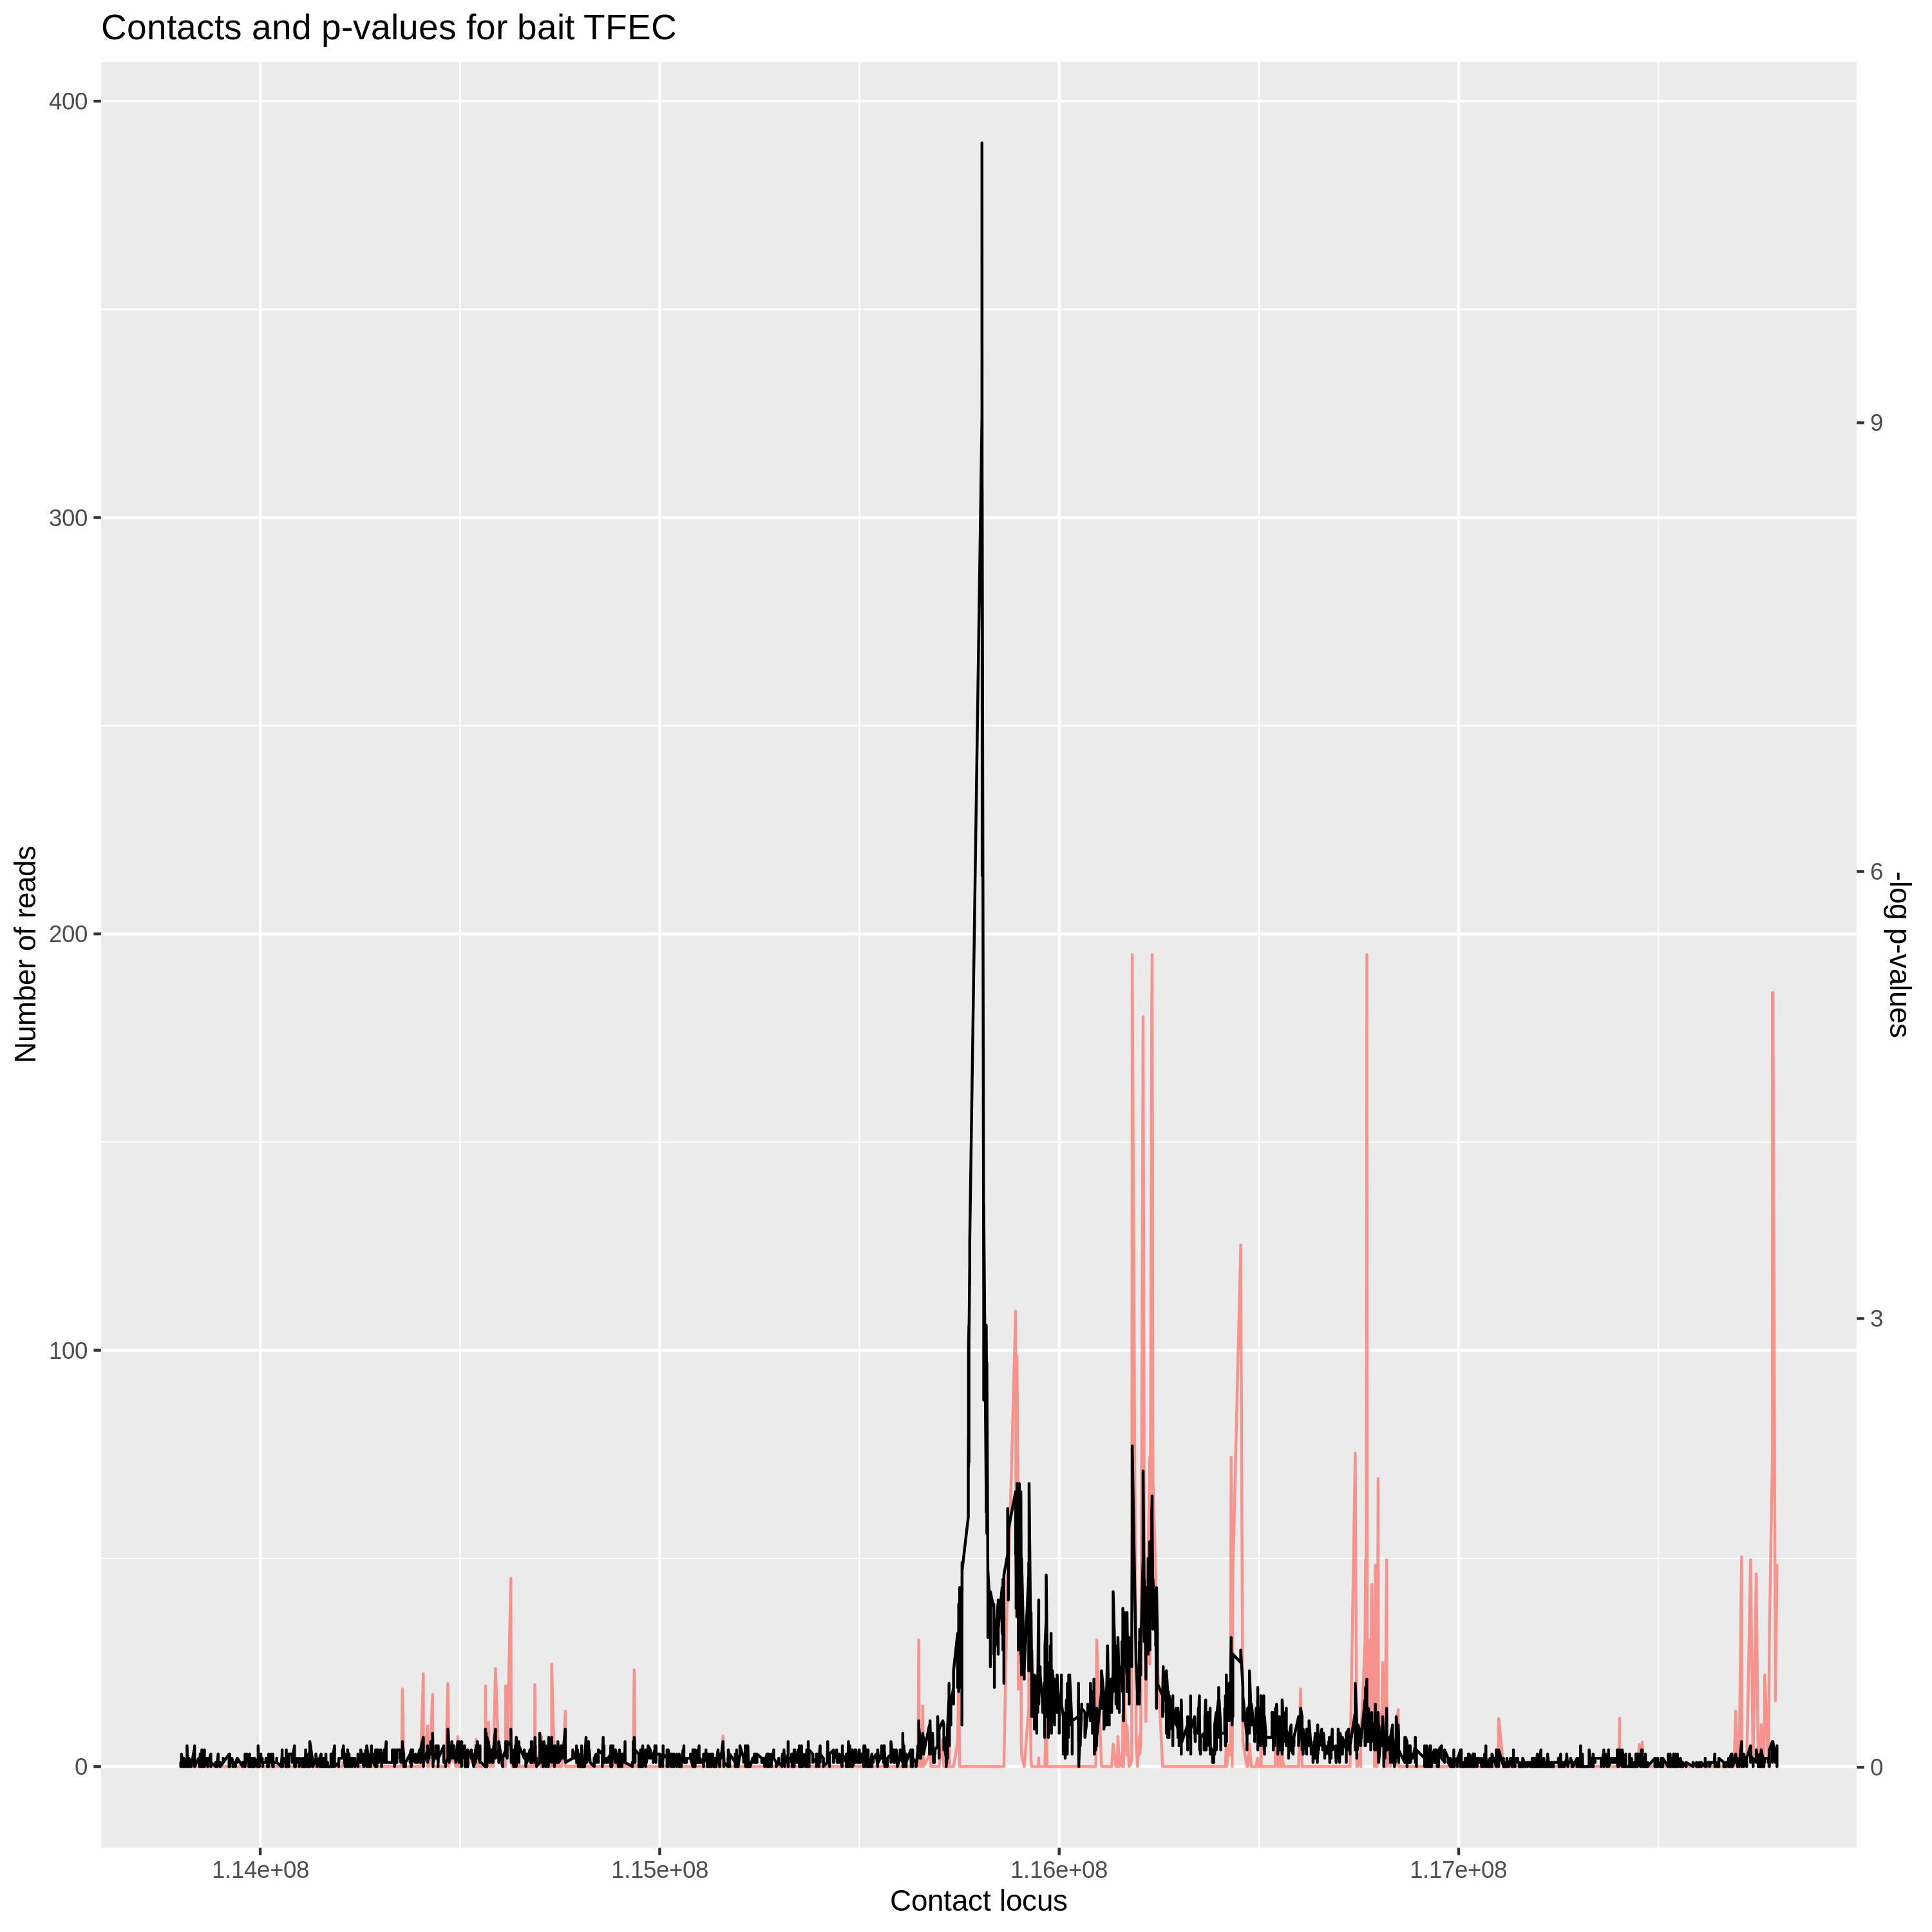 Contacts and p-values for bait TFEC
400
300
200
100
0
Number of reads
9
6
3
0
-log p-values
1.14e+08
1.15e+08
1.16e+08
1.17e+08
Contact locus